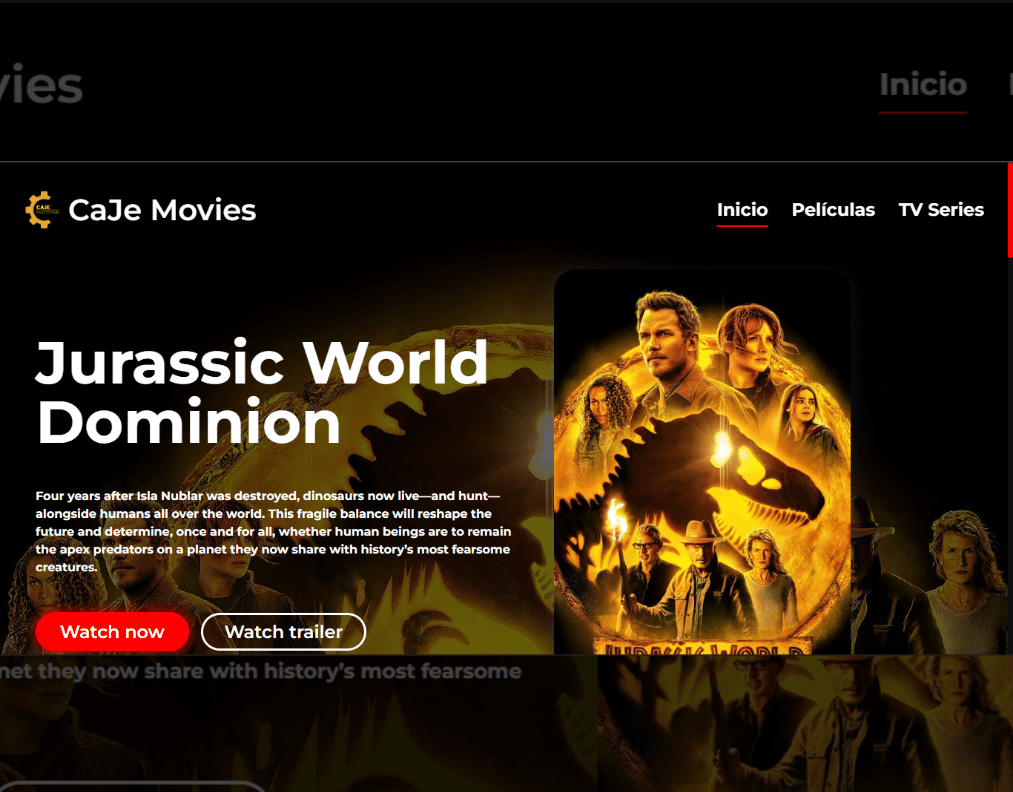 vies
Inicio
CAJE
CaJe Movies
Inicio Películas TV Series
Jurassic World
Dominion
Four years after Isla Nublar was destroyed, dinosaurs now live—and hunt—
alongside humans all over the world. This fragile balance will reshape the
future and determine, once and for all, whether human beings are to remain
the apex predators on a planet they now share with history's most fearsome
creatures.
Watch now Watch trailer
JURASSIC WORLD
net they now share with history's most fearsome